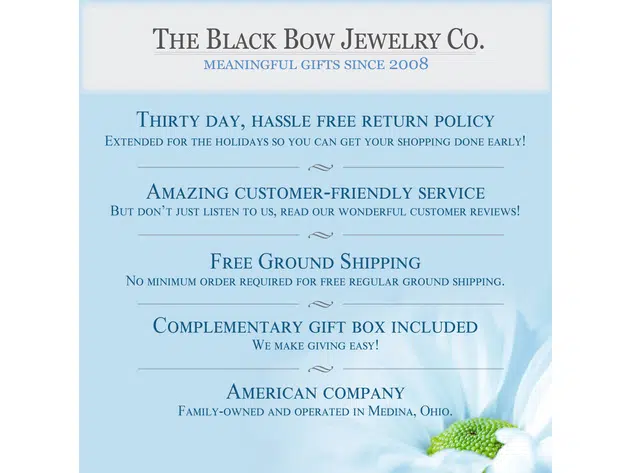 The Black Bow Jewelry Co.
MEANINGFUL GIFTS SINCE 2008
Thirty day, hassle free return policy
Extended for the holidays so you can get your shopping done early!
Amazing customer-friendly service
But don't just listen to us, read our wonderful customer reviews!
Free Ground Shipping
No minimum order required for free regular ground shipping.
Complementary gift box included
We make giving easy!
American company
Family-owned and operated in Medina, Ohio.